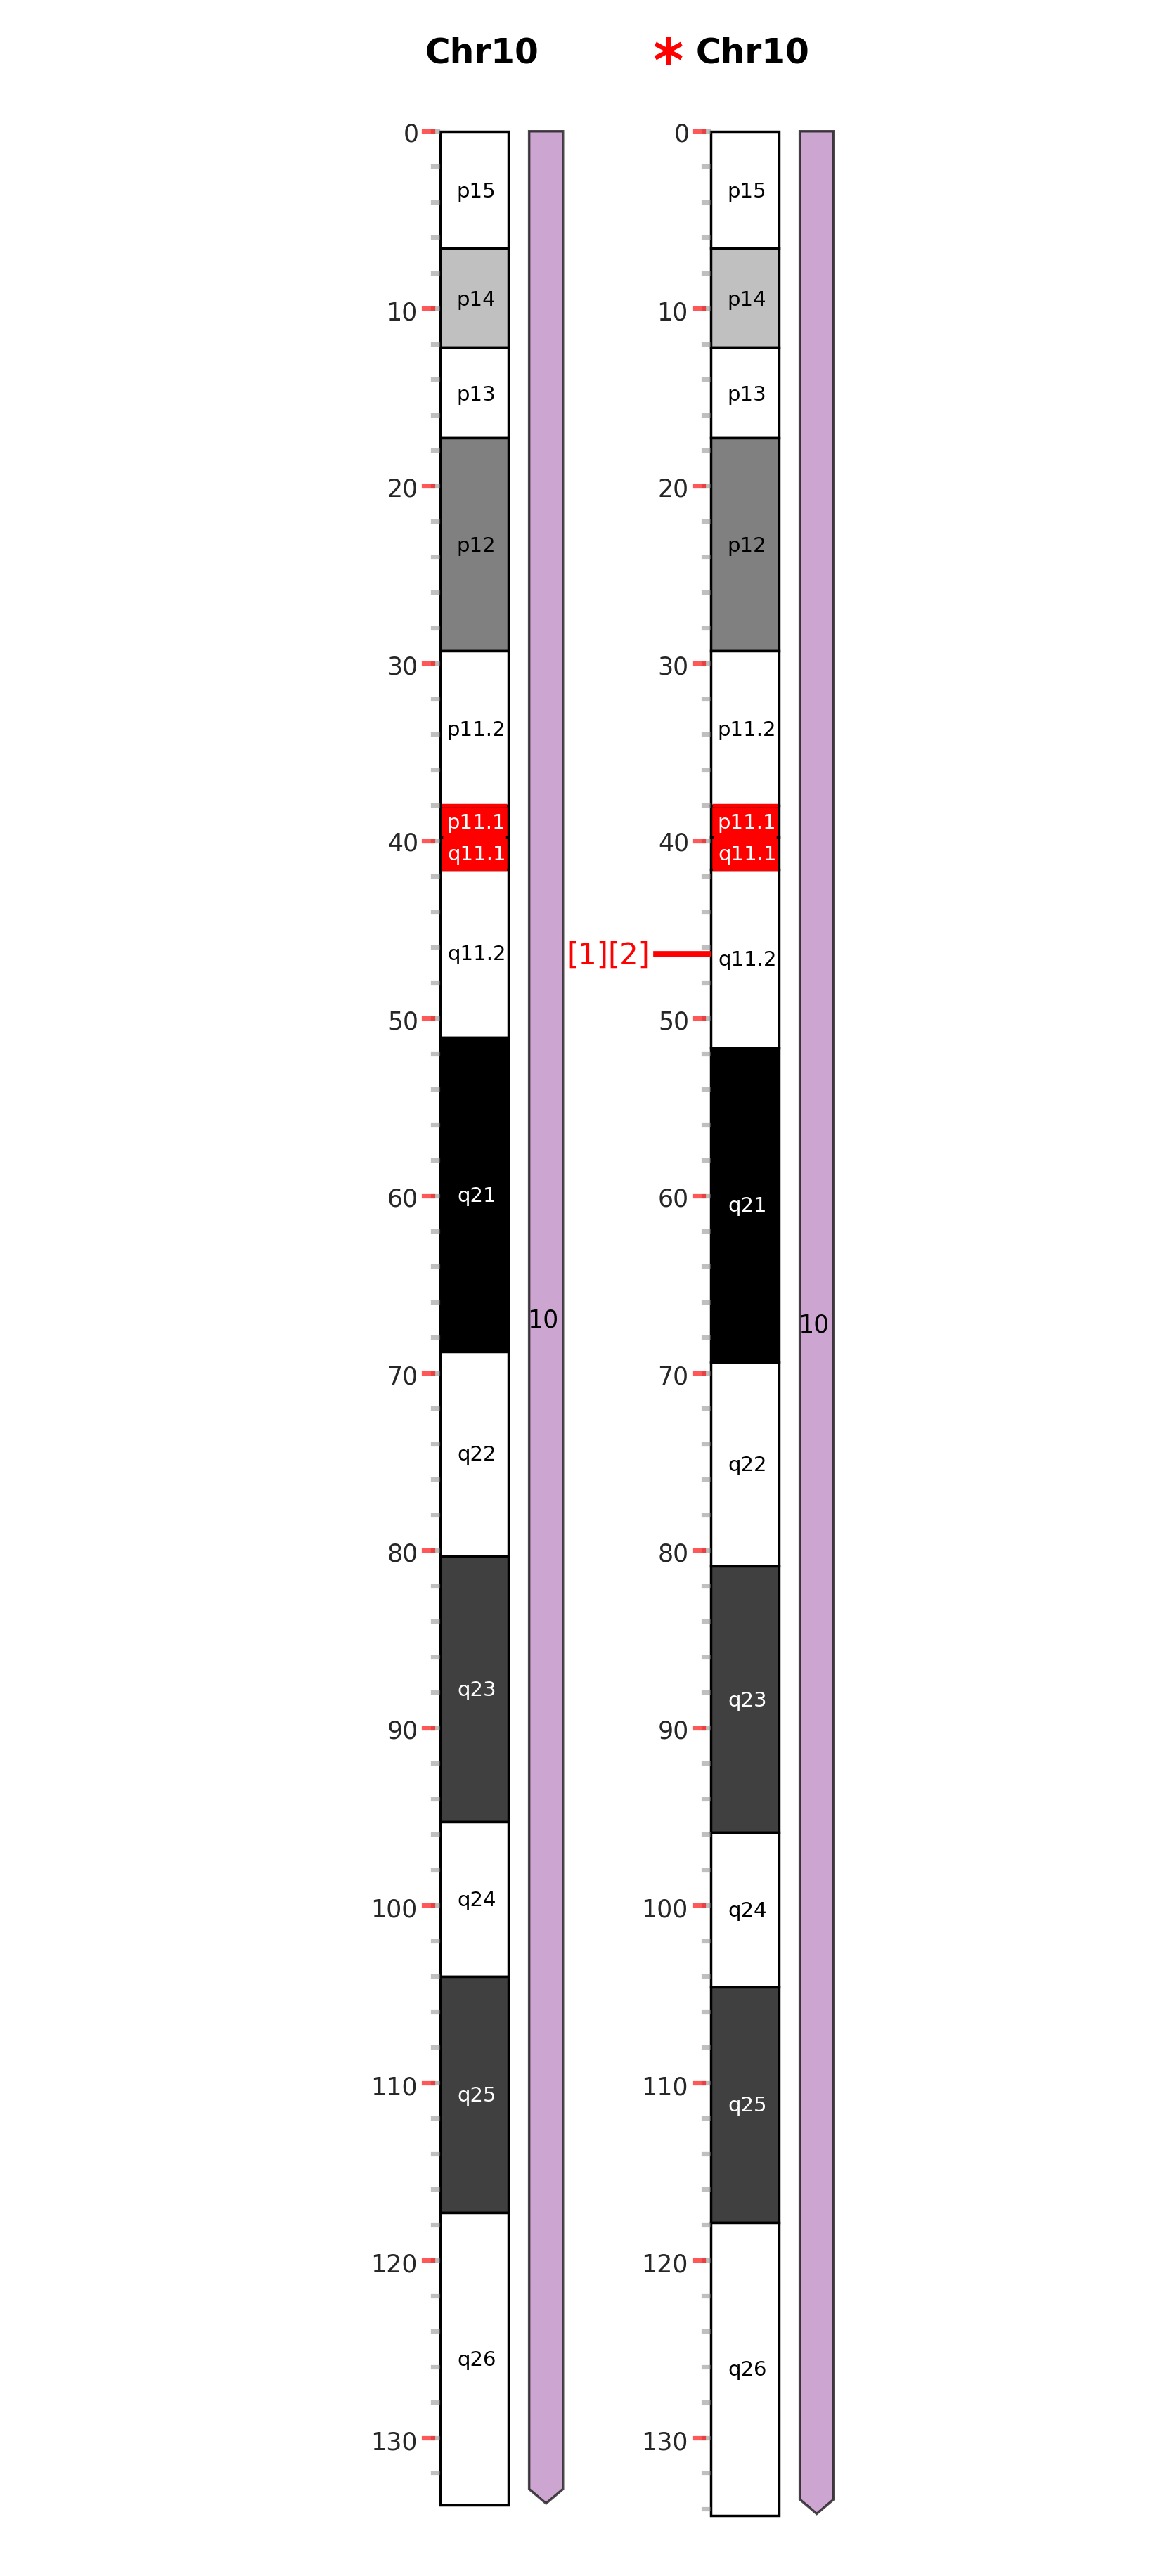 Chr10 * Chr10
0 0
p15 p15
p14 p14
10 10
p13 p13
20 20
p12 p12
30 30
p11.2 p11.2
p11.1 p11.1
40 40
q11.1 q11.1
q11.2 [1][2] q11.2
50 50
q21 q21
60 60
10 10
70 70
q22 q22
80 80
q23 q23
90 90
q24 q24
100 100
q25 q25
110 110
120 120
q26 q26
130 130